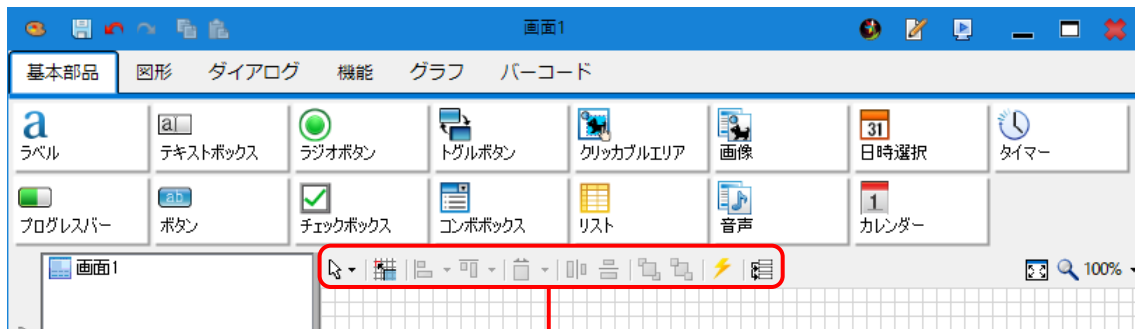 画面1
基本部品 図形 ダイアログ 機能 グラフ バーコード
a a ab 31
ラベル テキストボックス ラジオボタン トグルボタン クリッカブルエリア 画像 日時選択 タイマー
ab 1
プログレスバー ボタン チェックボックス コンボボックス リスト 音声 カレンダー
画面1 100%